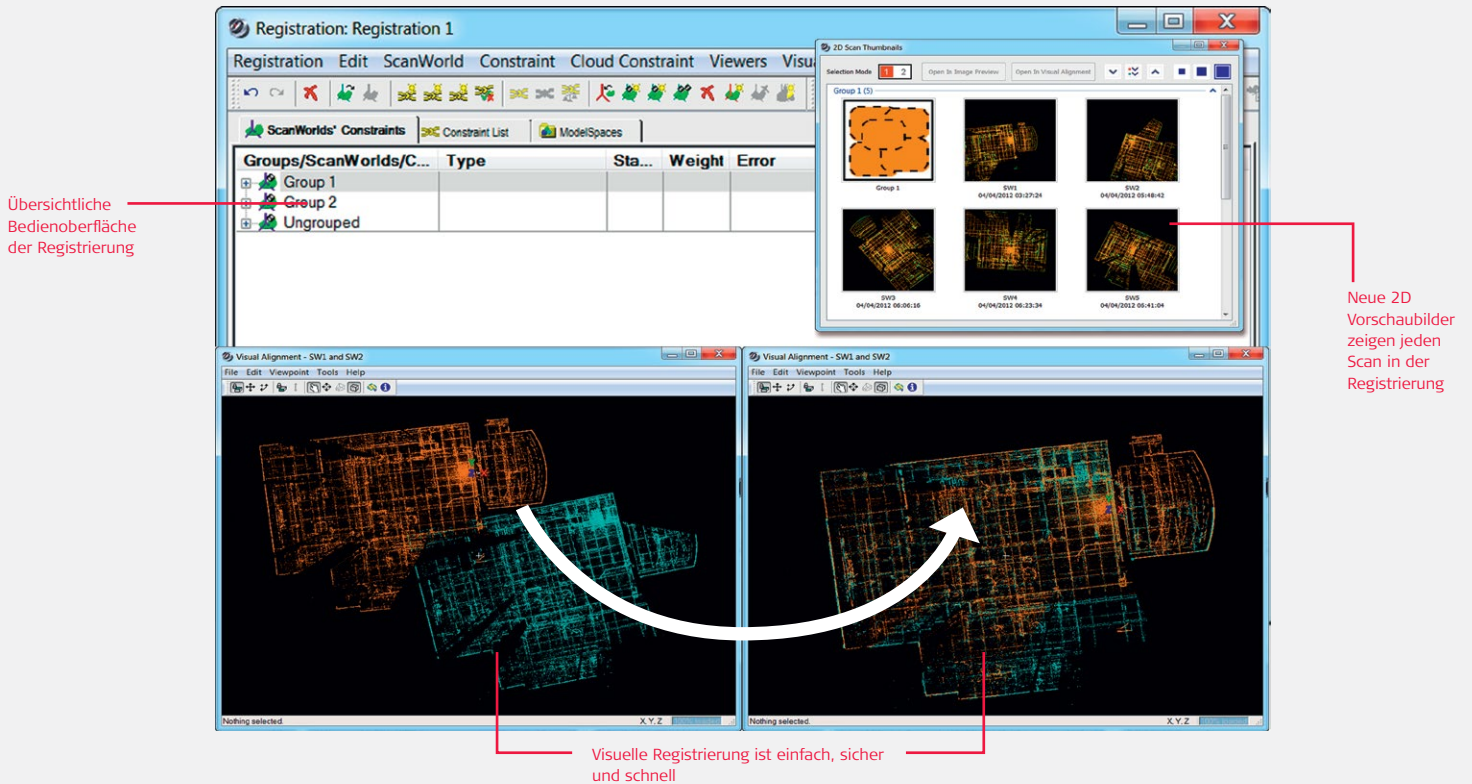 Registration: Registration 1
Registration Edit ScanWorld Constraint Cloud Constraint Viewers Visu
ScanWorlds' Constraints Constraint List ModelSpaces
Groups/ScanWorlds/C... Type Sta... Weight Error
Group 1
Group 2
Ungrouped
2D Scan Thumbnails
Selection Mode 1 2 Open In Image Preview Open In Visual Alignment
Group 1 (5)
Group 1
SW1
04/04/2012 03:27:24
SW2
04/04/2012 05:48:42
SW3
04/04/2012 06:06:16
SW4
04/04/2012 06:23:34
SW5
04/04/2012 06:41:04
Übersichtliche
Bedienoberfläche
der Registrierung
Neue 2D
Vorschaubilder
zeigen jeden
Scan in der
Registrierung
Visual Alignment - SW1 and SW2
File Edit Viewpoint Tools Help
Nothing selected.
X, Y, Z
Visual Alignment - SW1 and SW2
File Edit Viewpoint Tools Help
Nothing selected.
X, Y, Z
Visuelle Registrierung ist einfach, sicher
und schnell